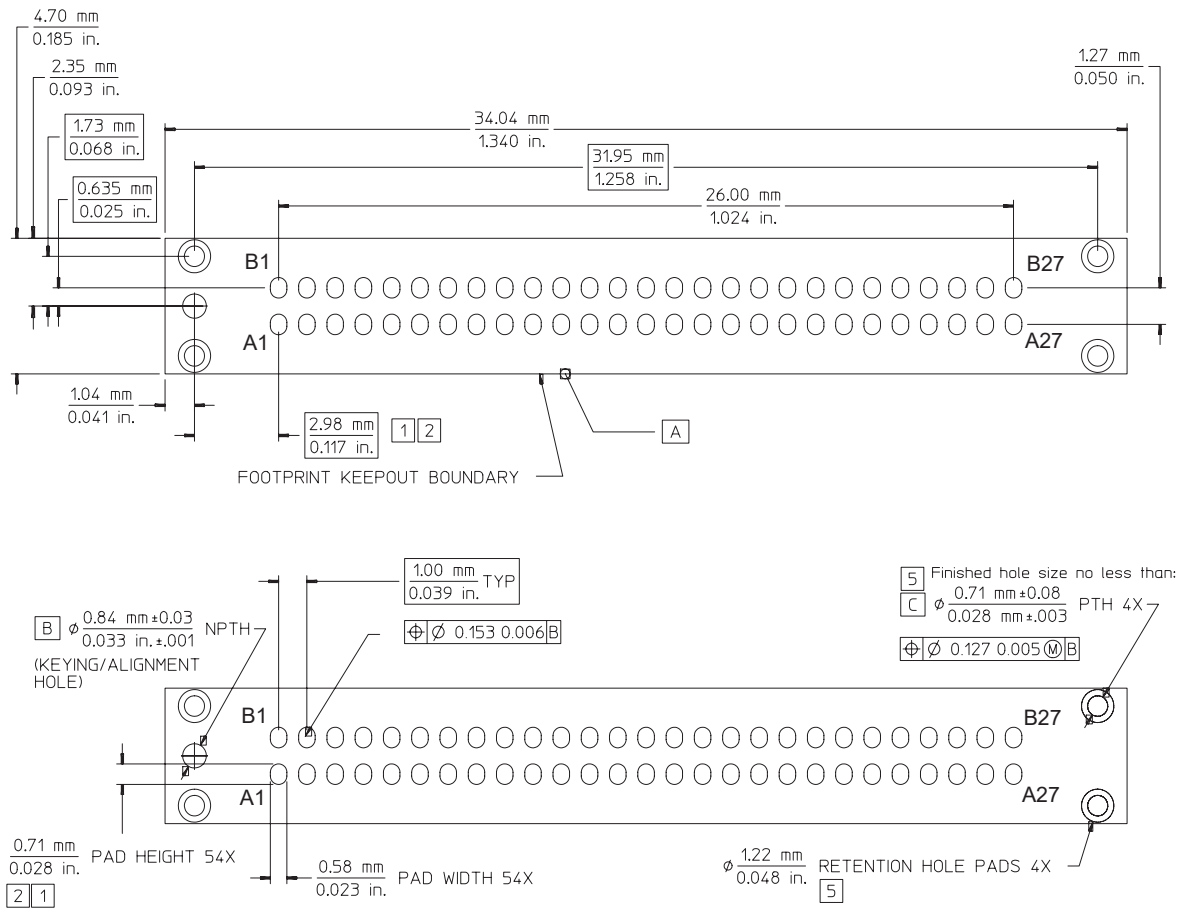 4.70 mm
0.185 in.
2.35 mm
0.093 in.
1.73 mm
0.068 in.
0.635 mm
0.025 in.
34.04 mm
1.340 in.
31.95 mm
1.258 in.
26.00 mm
1.024 in.
1.27 mm
0.050 in.
B1
B27
A1
A27
1.04 mm
0.041 in.
2.98 mm
0.117 in.
1 2
A
FOOTPRINT KEEPOUT BOUNDARY
1.00 mm
0.039 in.
TYP
⌖ ⌀ 0.153 0.006 B
B ⌀ 0.84 mm±0.03
0.033 in.±.001
NPTH
(KEYING/ALIGNMENT
HOLE)
5 Finished hole size no less than:
C ⌀ 0.71 mm±0.08
0.028 mm±.003
PTH 4X
⌖ ⌀ 0.127 0.005 Ⓜ B
B1
B27
A1
A27
0.71 mm
0.028 in.
PAD HEIGHT 54X
2 1
0.58 mm
0.023 in.
PAD WIDTH 54X
⌀ 1.22 mm
0.048 in.
RETENTION HOLE PADS 4X
5